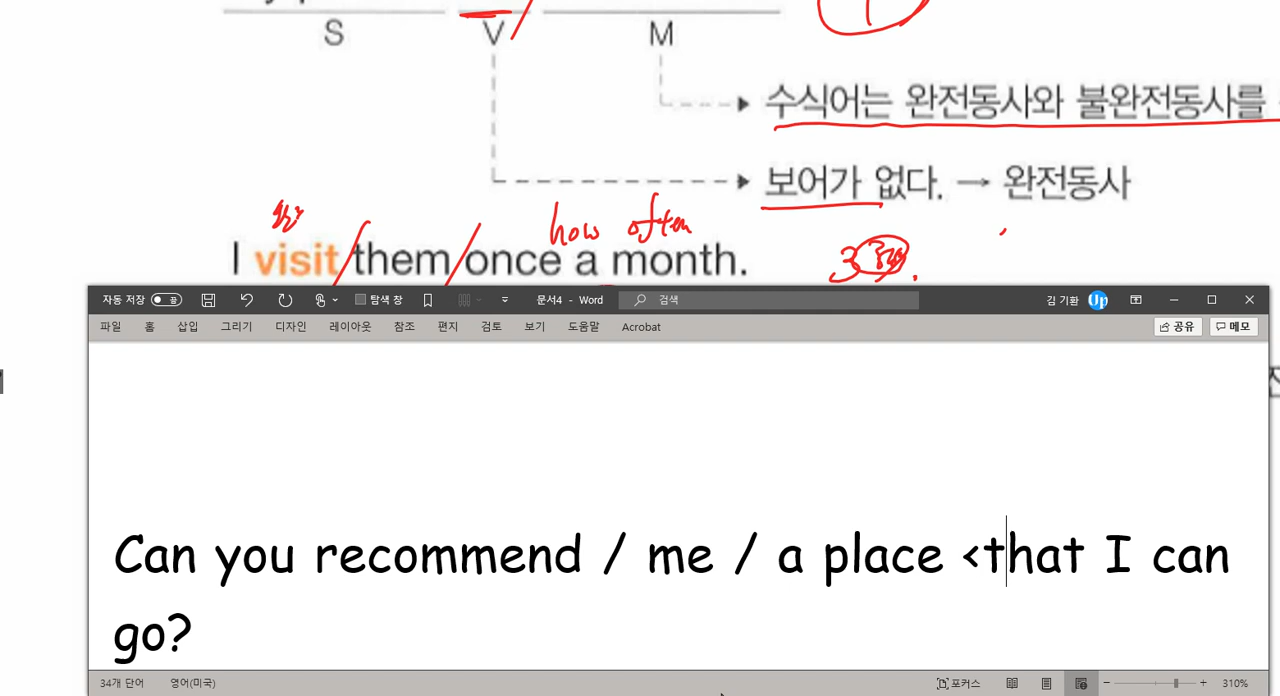 S V M
수식어는 완전동사와 불완전동사를
보어가 없다. → 완전동사
how often
I visit / them / once a month.
자동 저장 끔 탐색 창 문서4 - Word 검색 김 기환 Up
파일 홈 삽입 그리기 디자인 레이아웃 참조 편지 검토 보기 도움말 Acrobat 공유 메모
Can you recommend / me / a place <that I can
go?
34개 단어 영어(미국) 포커스 310%